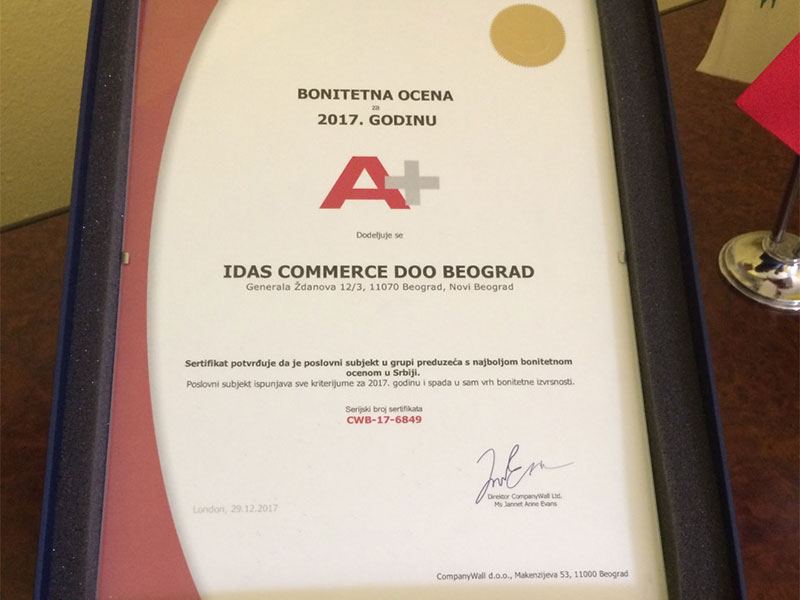 BONITETNA OCENA
za
2017. GODINU
A+
Dodeljuje se
IDAS COMMERCE DOO BEOGRAD
Generala Ždanova 12/3, 11070 Beograd, Novi Beograd
Sertifikat potvrđuje da je poslovni subjekt u grupi preduzeća s najboljom bonitetnom
ocenom u Srbiji.
Poslovni subjekt ispunjava sve kriterijume za 2017. godinu i spada u sam vrh bonitetne izvrsnosti.
Serijski broj sertifikata
CWB-17-6849
Direktor CompanyWall Ltd.
Ms Jannet Anne Evans
London, 29.12.2017
CompanyWall d.o.o., Makenzijeva 53, 11000 Beograd